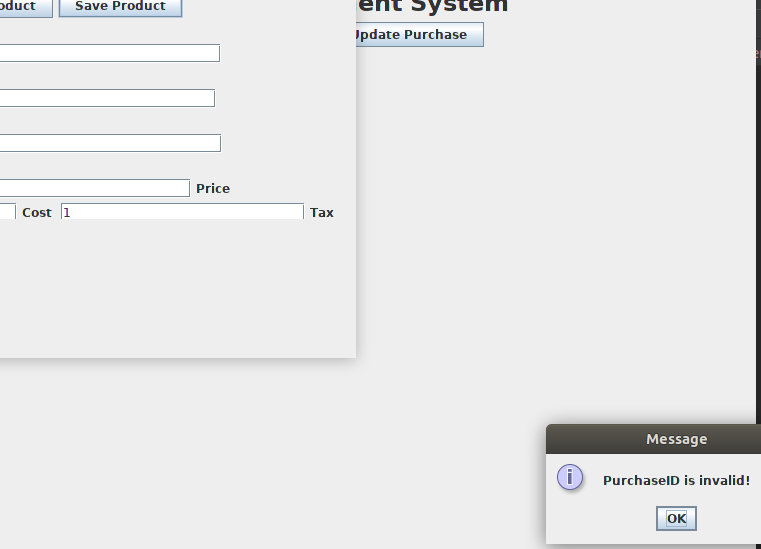 ent System
oduct Save Product
Update Purchase
Price
Cost 1 Tax
Message
PurchaseID is invalid!
OK